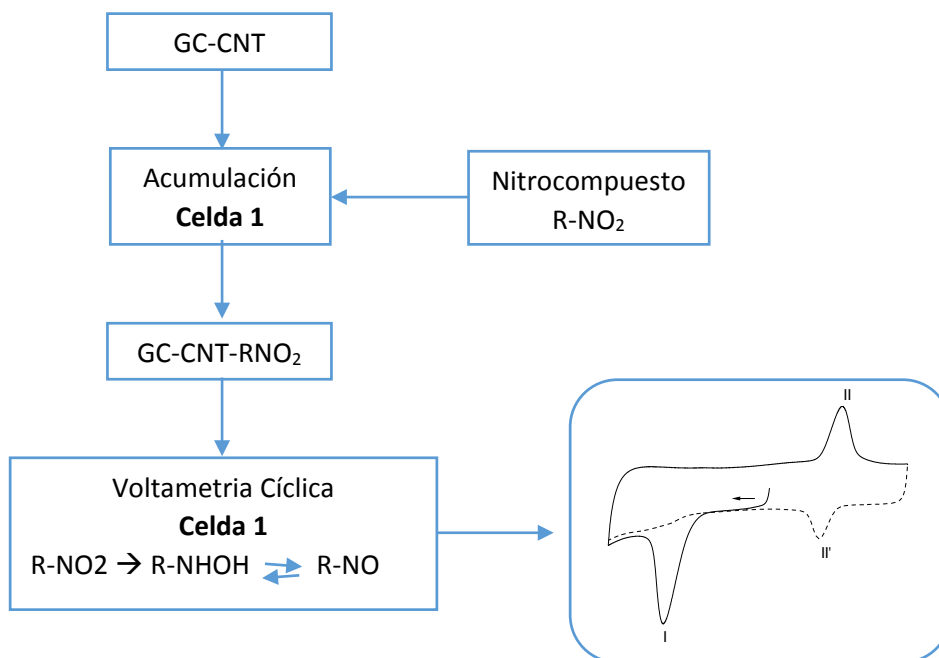 GC-CNT
Acumulación
Celda 1
Nitrocompuesto
R-NO₂
GC-CNT-RNO₂
Voltametria Cíclica
Celda 1
R-NO2 → R-NHOH ⇌ R-NO
II
II'
I